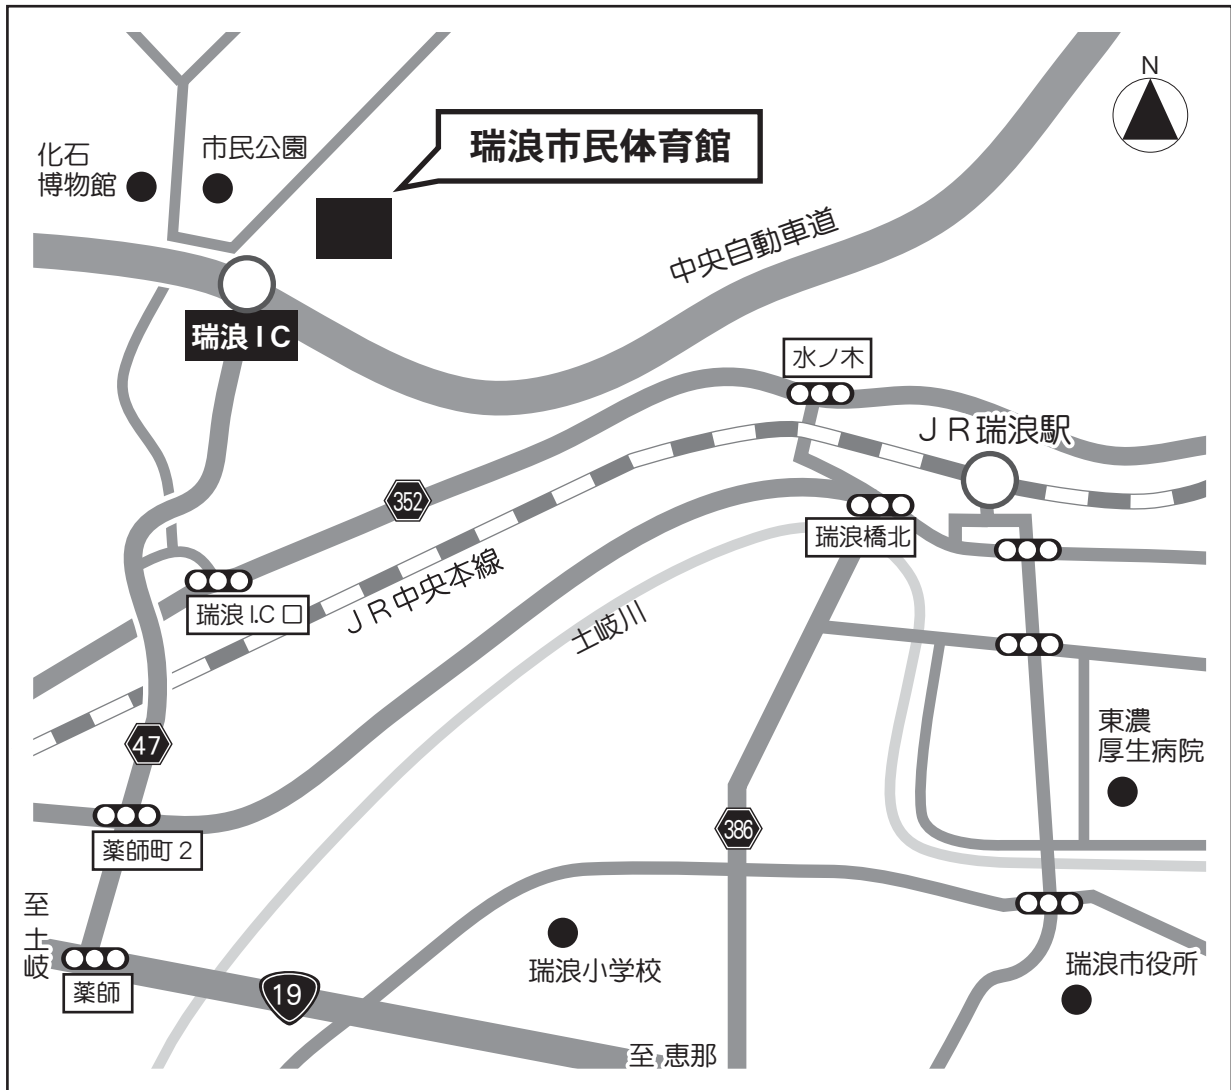 N
瑞浪市民体育館
市民公園
化石
博物館
中央自動車道
瑞浪IC
水ノ木
JR瑞浪駅
352
瑞浪橋北
JR中央本線
瑞浪I.C口
土岐川
東濃
厚生病院
47
386
薬師町2
至土岐
瑞浪小学校
瑞浪市役所
薬師
19
至 恵那